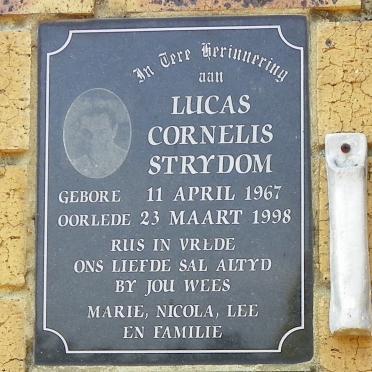 In Tere Herinnering
aan
LUCAS
CORNELIS
STRYDOM
GEBORE 11 APRIL 1967
OORLEDE 23 MAART 1998
RUS IN VREDE
ONS LIEFDE SAL ALTYD
BY JOU WEES
MARIE, NICOLA, LEE
EN FAMILIE